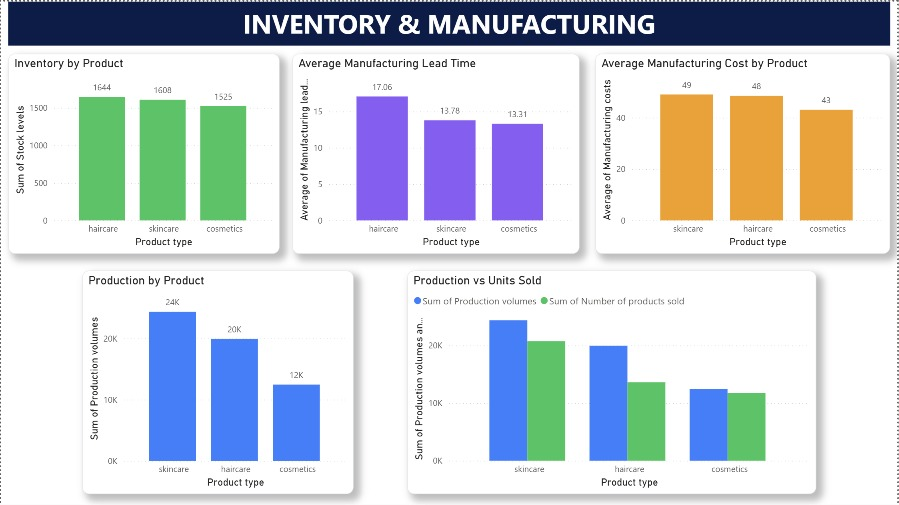 INVENTORY & MANUFACTURING
Inventory by Product
Sum of Stock levels
1500
1000
500
0
1644
1608
1525
haircare
skincare
cosmetics
Product type
Average Manufacturing Lead Time
Average of Manufacturing lead...
15
10
5
0
17.06
13.78
13.31
haircare
skincare
cosmetics
Product type
Average Manufacturing Cost by Product
Average of Manufacturing costs
40
20
0
49
48
43
skincare
haircare
cosmetics
Product type
Production by Product
Sum of Production volumes
20K
10K
0K
24K
20K
12K
skincare
haircare
cosmetics
Product type
Production vs Units Sold
Sum of Production volumes
Sum of Number of products sold
Sum of Production volumes an...
20K
10K
0K
skincare
haircare
cosmetics
Product type